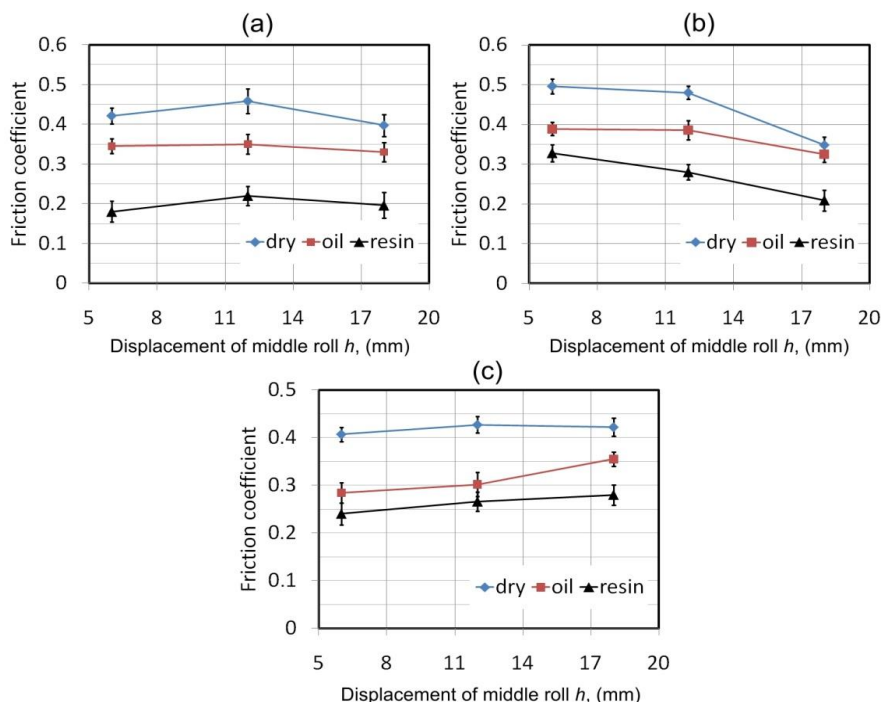 (a)
Friction coefficient
0.6
0.5
0.4
0.3
0.2
0.1
0
dry oil resin
5 8 11 14 17 20
Displacement of middle roll h, (mm)
(b)
Friction coefficient
0.6
0.5
0.4
0.3
0.2
0.1
0
dry oil resin
5 8 11 14 17 20
Displacement of middle roll h, (mm)
(c)
Friction coefficient
0.5
0.4
0.3
0.2
0.1
0
dry oil resin
5 8 11 14 17 20
Displacement of middle roll h, (mm)